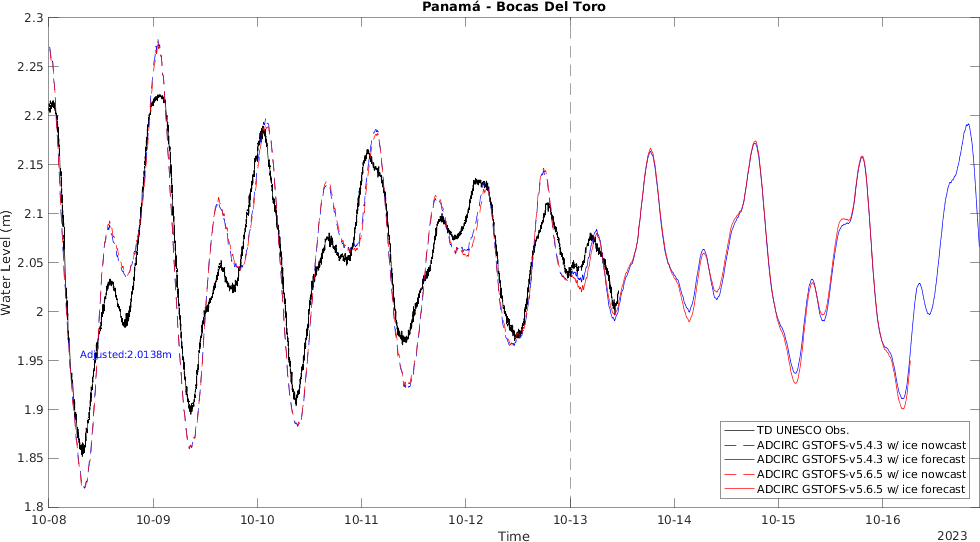 Panamá - Bocas Del Toro
Water Level (m)
2.3
2.25
2.2
2.15
2.1
2.05
2
1.95
1.9
1.85
1.8
Adjusted:2.0138m
TD UNESCO Obs.
ADCIRC GSTOFS-v5.4.3 w/ ice nowcast
ADCIRC GSTOFS-v5.4.3 w/ ice forecast
ADCIRC GSTOFS-v5.6.5 w/ ice nowcast
ADCIRC GSTOFS-v5.6.5 w/ ice forecast
10-08 10-09 10-10 10-11 10-12 10-13 10-14 10-15 10-16
Time
2023